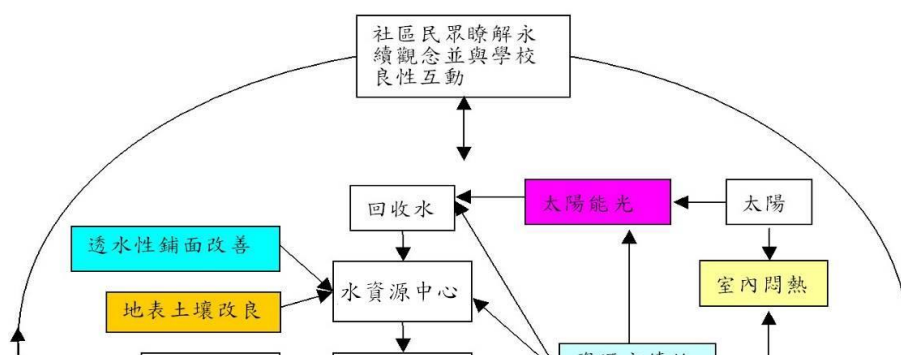 社區民眾瞭解永
續觀念並與學校
良性互動
回收水
太陽能光
太陽
透水性鋪面改善
水資源中心
室內悶熱
地表土壤改良